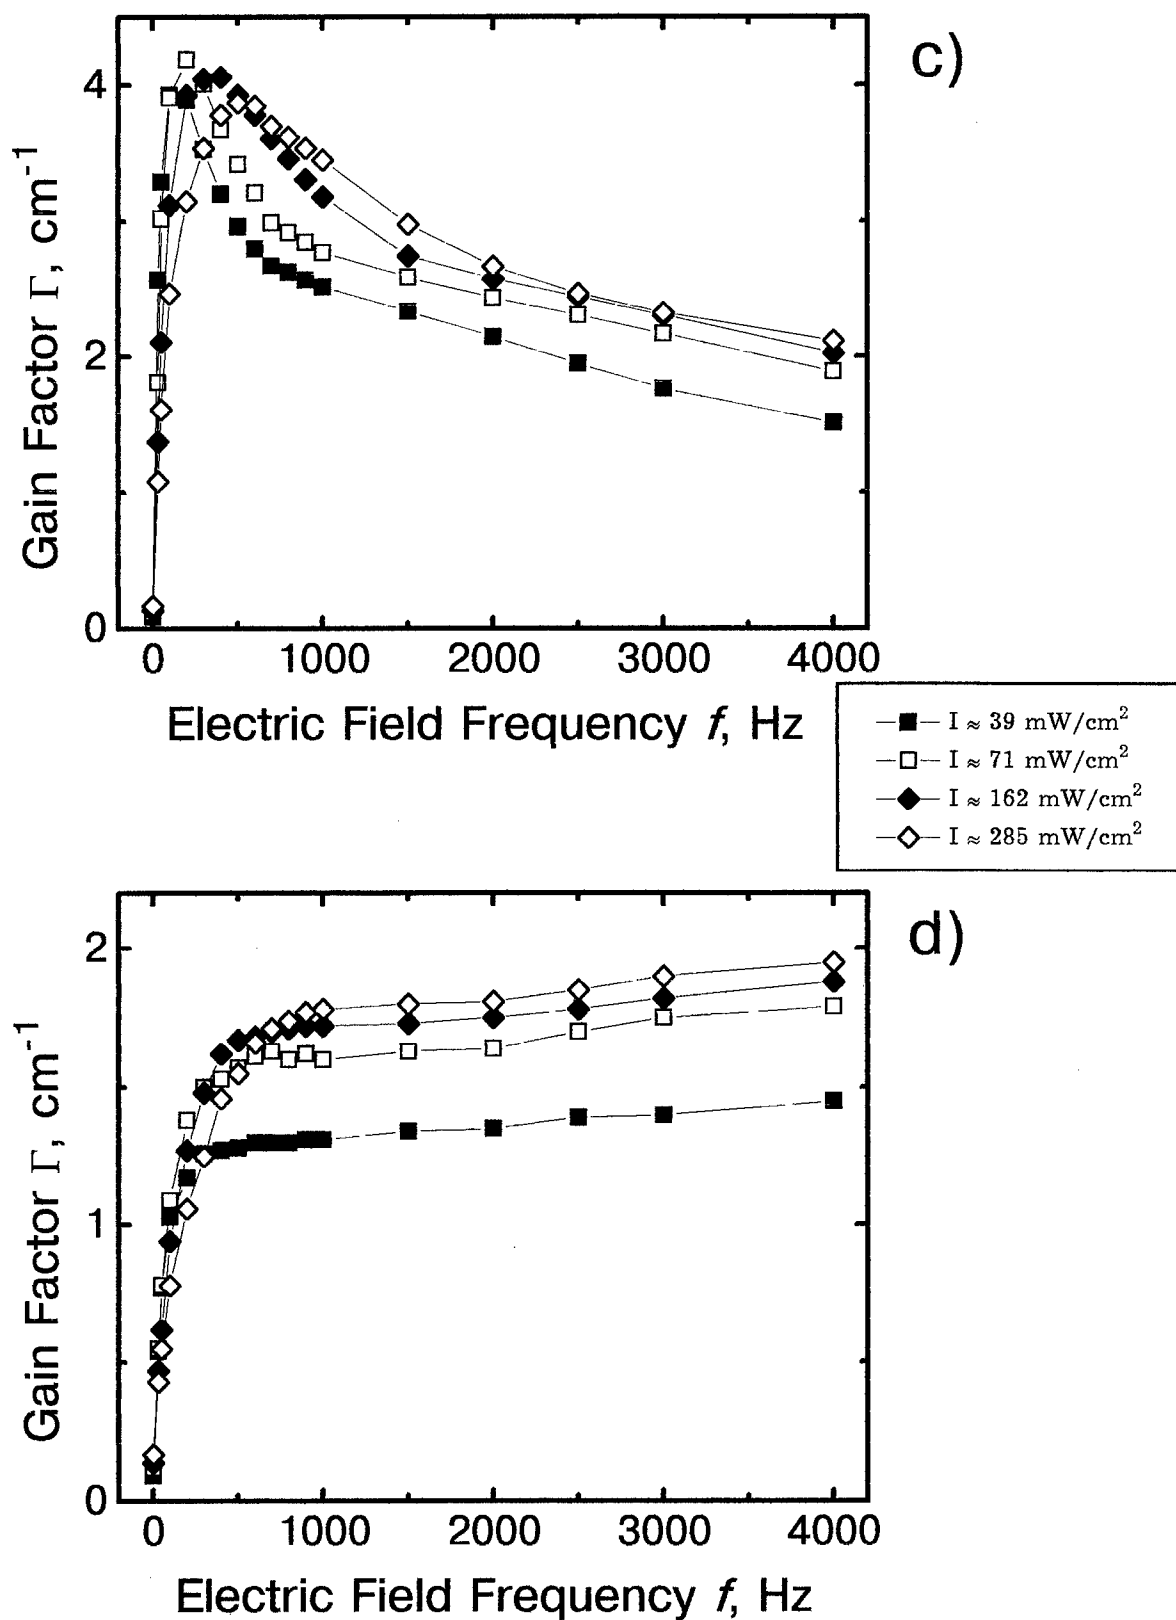 c)
4
2
0
Gain Factor Γ, cm⁻¹
0 1000 2000 3000 4000
Electric Field Frequency f, Hz
I ≈ 39 mW/cm²
I ≈ 71 mW/cm²
I ≈ 162 mW/cm²
I ≈ 285 mW/cm²
d)
2
1
0
Gain Factor Γ, cm⁻¹
0 1000 2000 3000 4000
Electric Field Frequency f, Hz